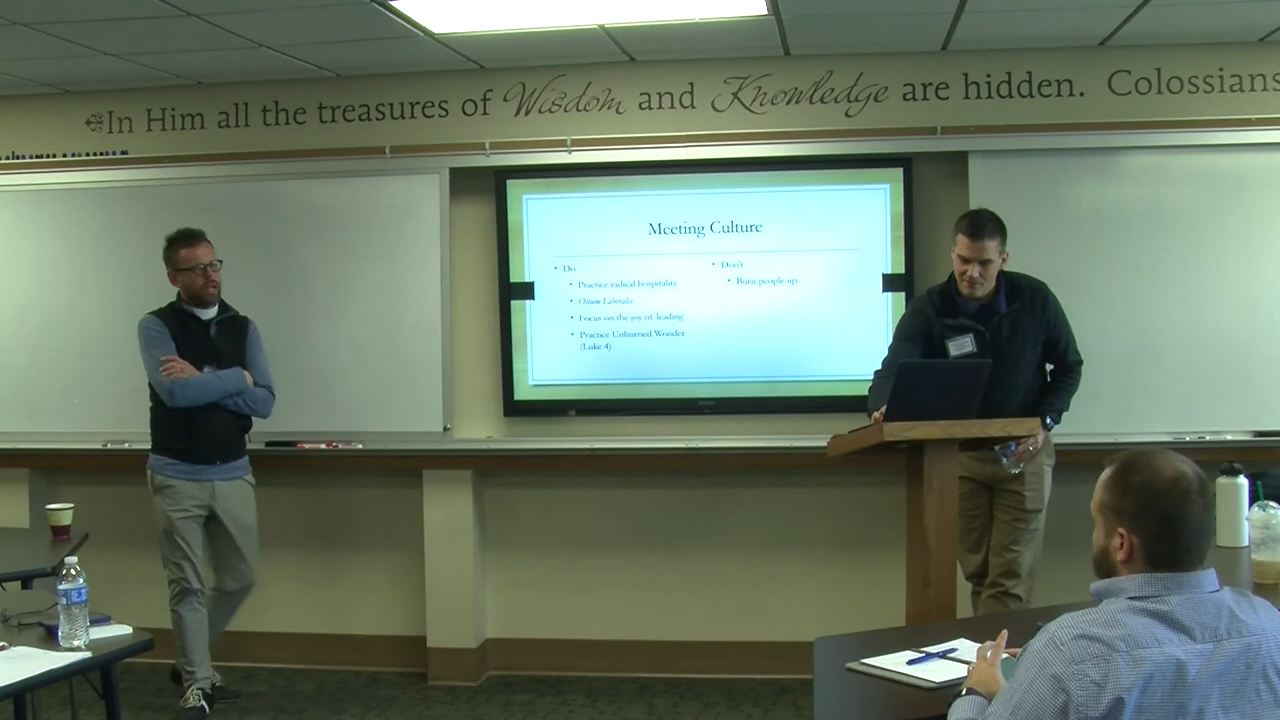 In Him all the treasures of Wisdom and Knowledge are hidden. Colossians
Meeting Culture
• Do
• Practice radical hospitality
• Otium Liberales
• Focus on the joy of leading
• Practice Unhurried Wonder
(Luke 4)
• Don't
• Burn people up